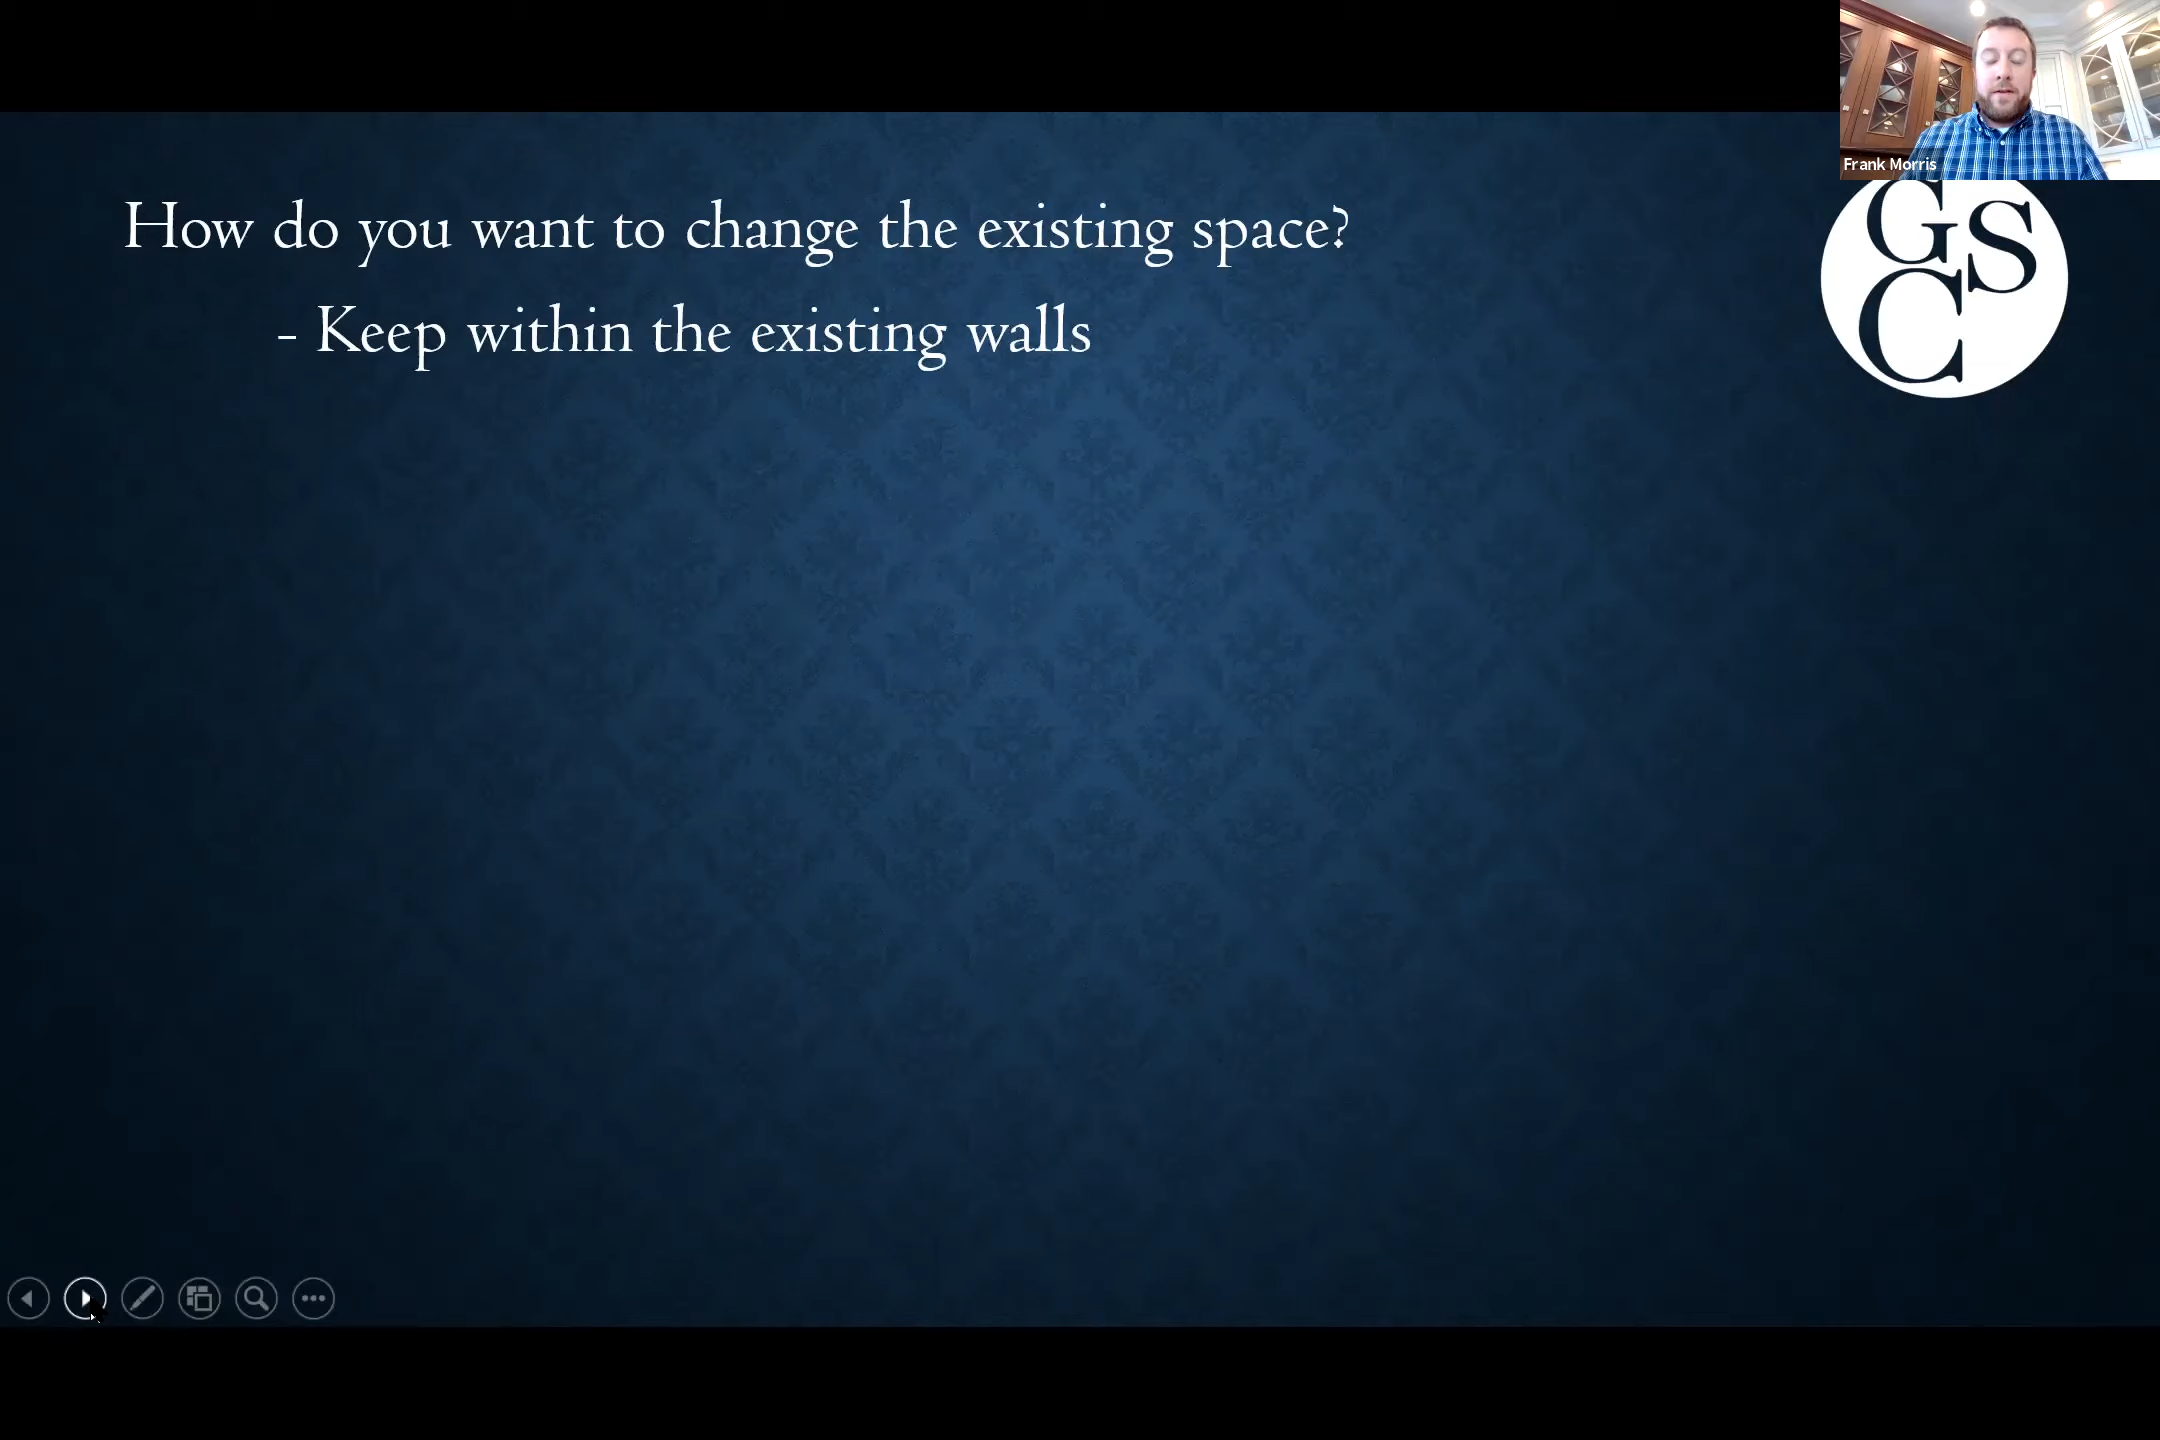 Frank Morris
How do you want to change the existing space?
- Keep within the existing walls
GSC